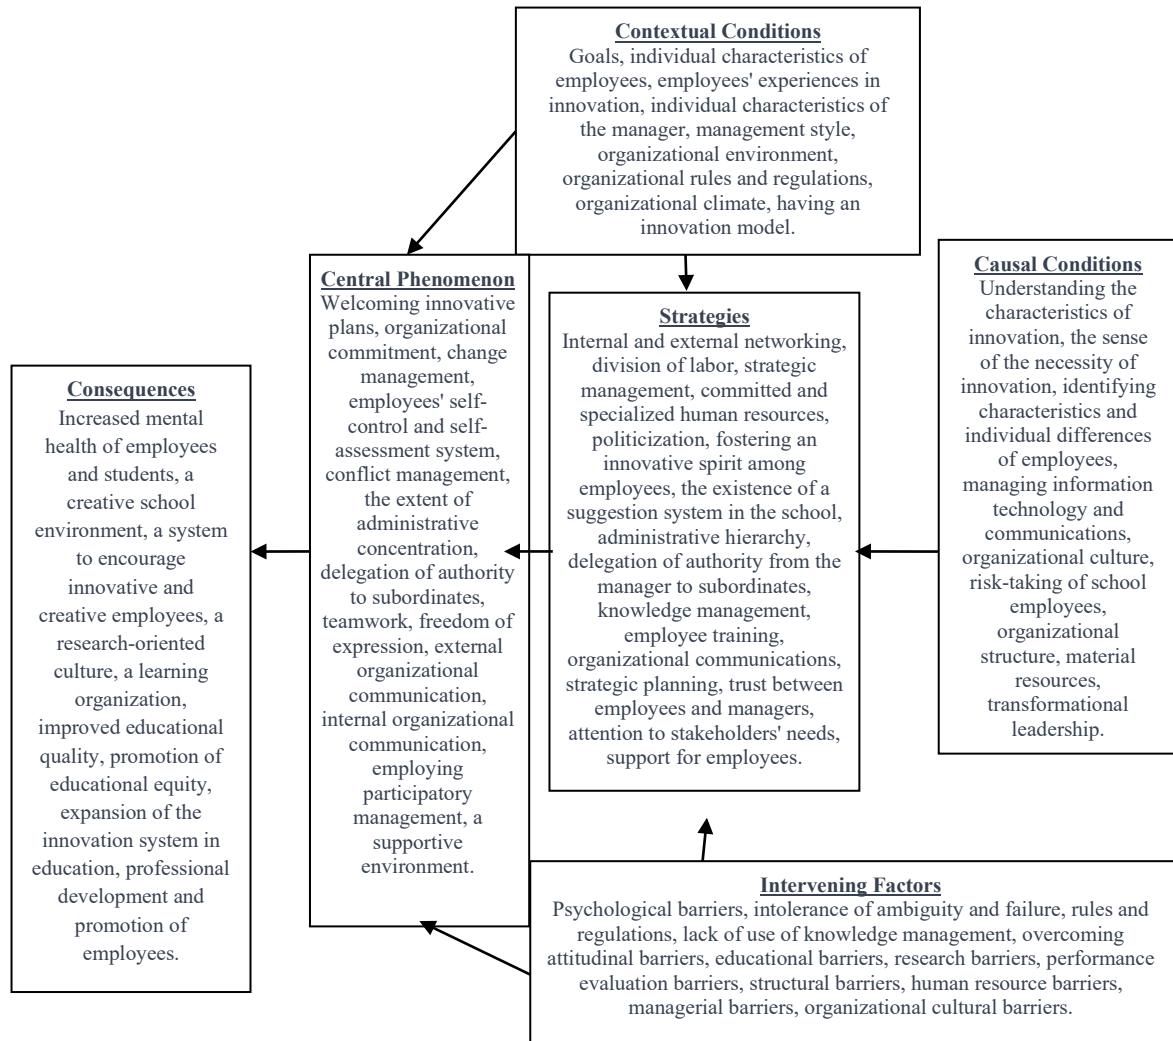 Contextual Conditions
Goals, individual characteristics of
employees, employees' experiences in
innovation, individual characteristics of
the manager, management style,
organizational environment,
organizational rules and regulations,
organizational climate, having an
innovation model.
Causal Conditions
Understanding the
characteristics of
innovation, the sense
of the necessity of
innovation, identifying
characteristics and
individual differences
of employees,
managing information
technology and
communications,
organizational culture,
risk-taking of school
employees,
organizational
structure, material
resources,
transformational
leadership.
Strategies
Internal and external networking,
division of labor, strategic
management, committed and
specialized human resources,
politicization, fostering an
innovative spirit among
employees, the existence of a
suggestion system in the school,
administrative hierarchy,
delegation of authority from the
manager to subordinates,
knowledge management,
employee training,
organizational communications,
strategic planning, trust between
employees and managers,
attention to stakeholders' needs,
support for employees.
Central Phenomenon
Welcoming innovative
plans, organizational
commitment, change
management,
employees' self-
control and self-
assessment system,
conflict management,
the extent of
administrative
concentration,
delegation of authority
to subordinates,
teamwork, freedom of
expression, external
organizational
communication,
internal organizational
communication,
employing
participatory
management, a
supportive
environment.
Consequences
Increased mental
health of employees
and students, a
creative school
environment, a system
to encourage
innovative and
creative employees, a
research-oriented
culture, a learning
organization,
improved educational
quality, promotion of
educational equity,
expansion of the
innovation system in
education, professional
development and
promotion of
employees.
Intervening Factors
Psychological barriers, intolerance of ambiguity and failure, rules and
regulations, lack of use of knowledge management, overcoming
attitudinal barriers, educational barriers, research barriers, performance
evaluation barriers, structural barriers, human resource barriers,
managerial barriers, organizational cultural barriers.